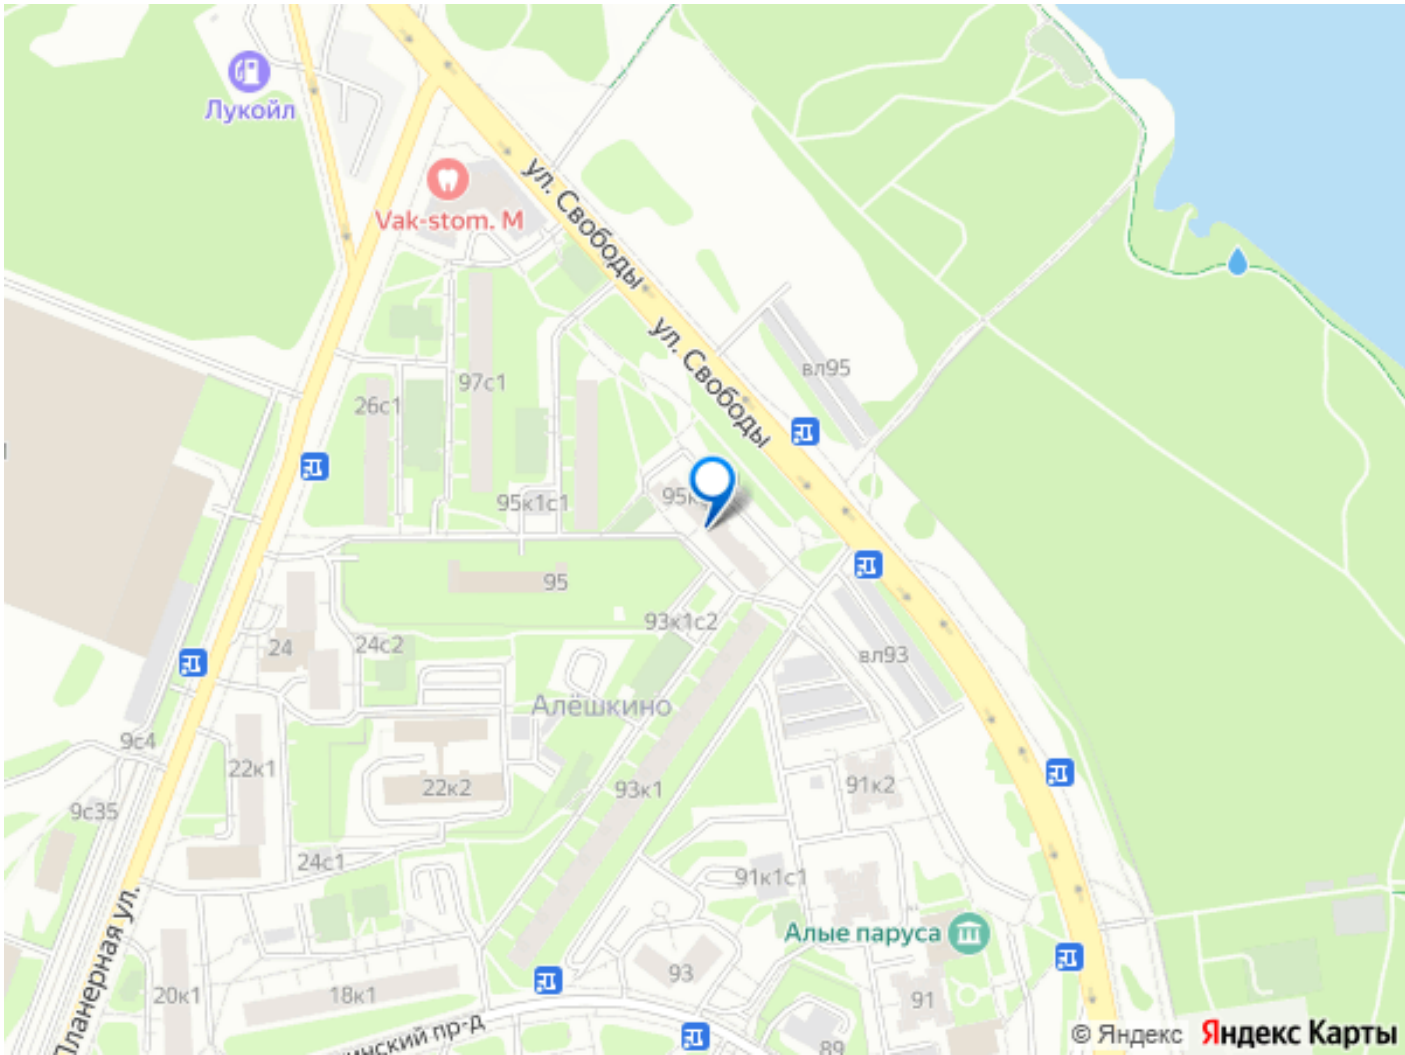 Лукойл
ул. Свободы
Vak-stom. М
ул. Свободы
вл95
97с1
26с1
95к1с1
95
93к1с2
24
24с2
вл93
Алёшкино
9с4
22к1
22к2
93к1
91к2
9с35
24с1
91к1с1
Планерная ул.
Алые паруса
93
20к1
18к1
91
пр-д
89
© Яндекс
Яндекс Карты